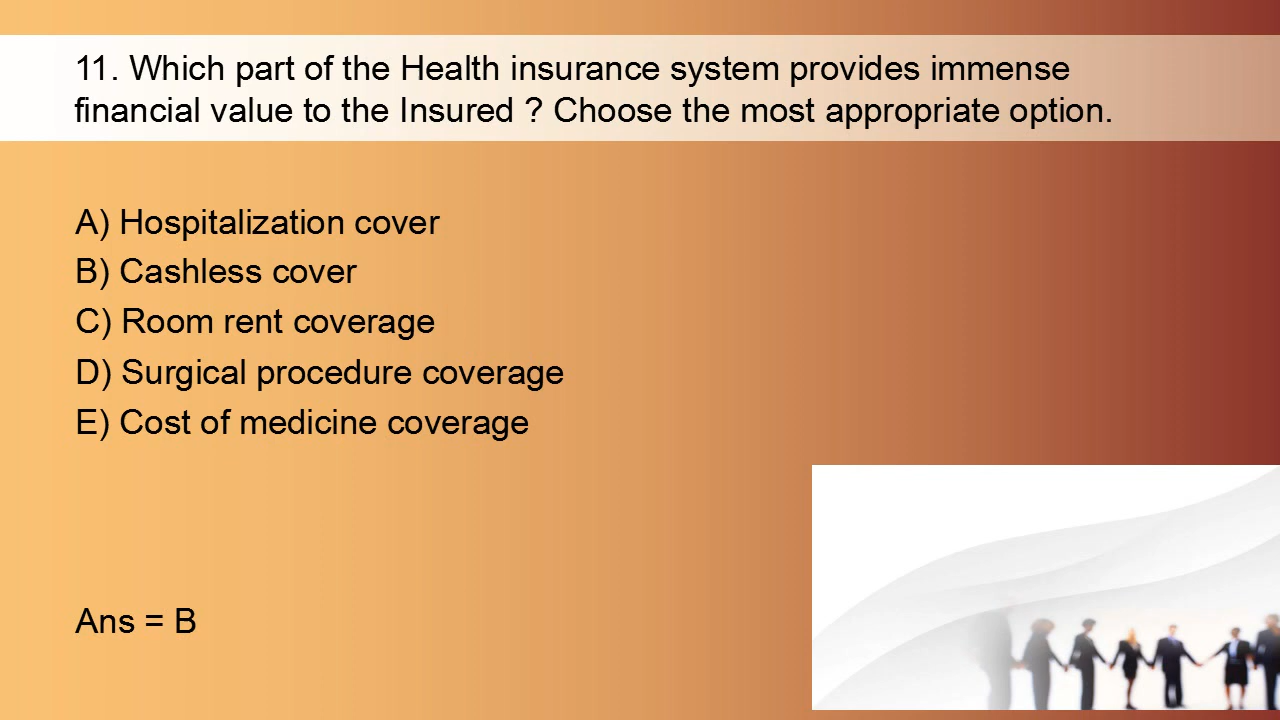 11. Which part of the Health insurance system provides immense
financial value to the Insured ? Choose the most appropriate option.
A) Hospitalization cover
B) Cashless cover
C) Room rent coverage
D) Surgical procedure coverage
E) Cost of medicine coverage
Ans = B